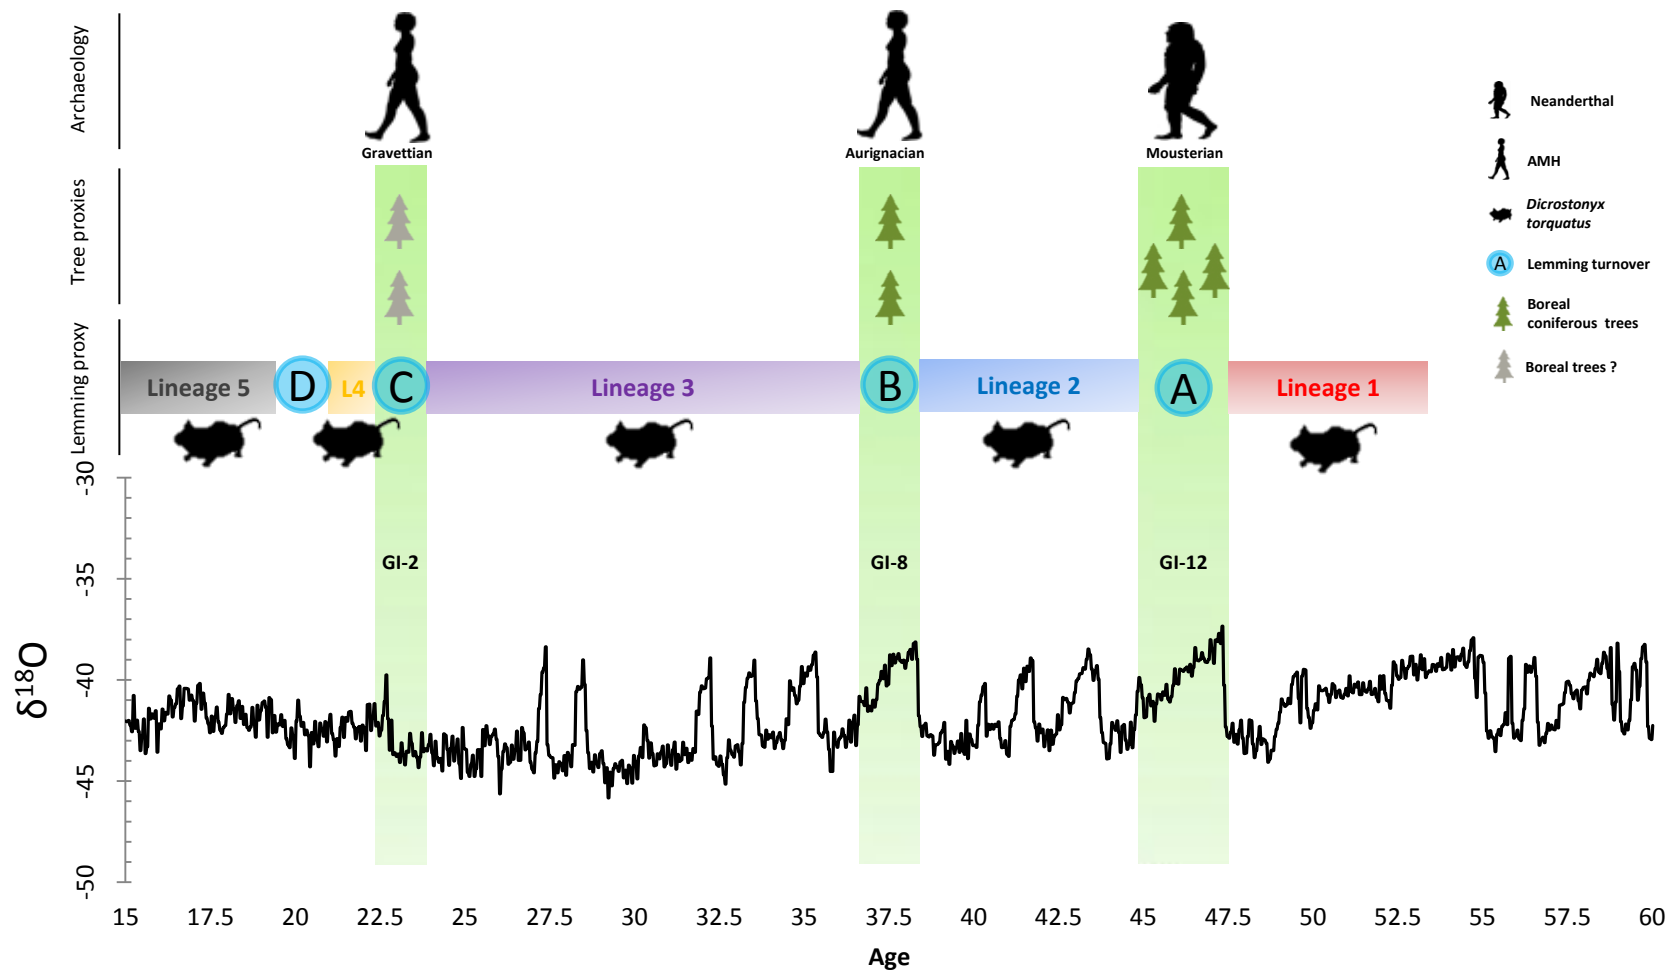 Archaeology
Gravettian
Aurignacian
Mousterian
Neanderthal
AMH
Dicrostonyx
torquatus
A Lemming turnover
Boreal
coniferous trees
Boreal trees ?
Tree proxies
Lemming proxy
Lineage 5 D L4 C Lineage 3 B Lineage 2 A Lineage 1
GI-2 GI-8 GI-12
δ18O
-30
-35
-40
-45
-50
15 17.5 20 22.5 25 27.5 30 32.5 35 37.5 40 42.5 45 47.5 50 52.5 55 57.5 60
Age